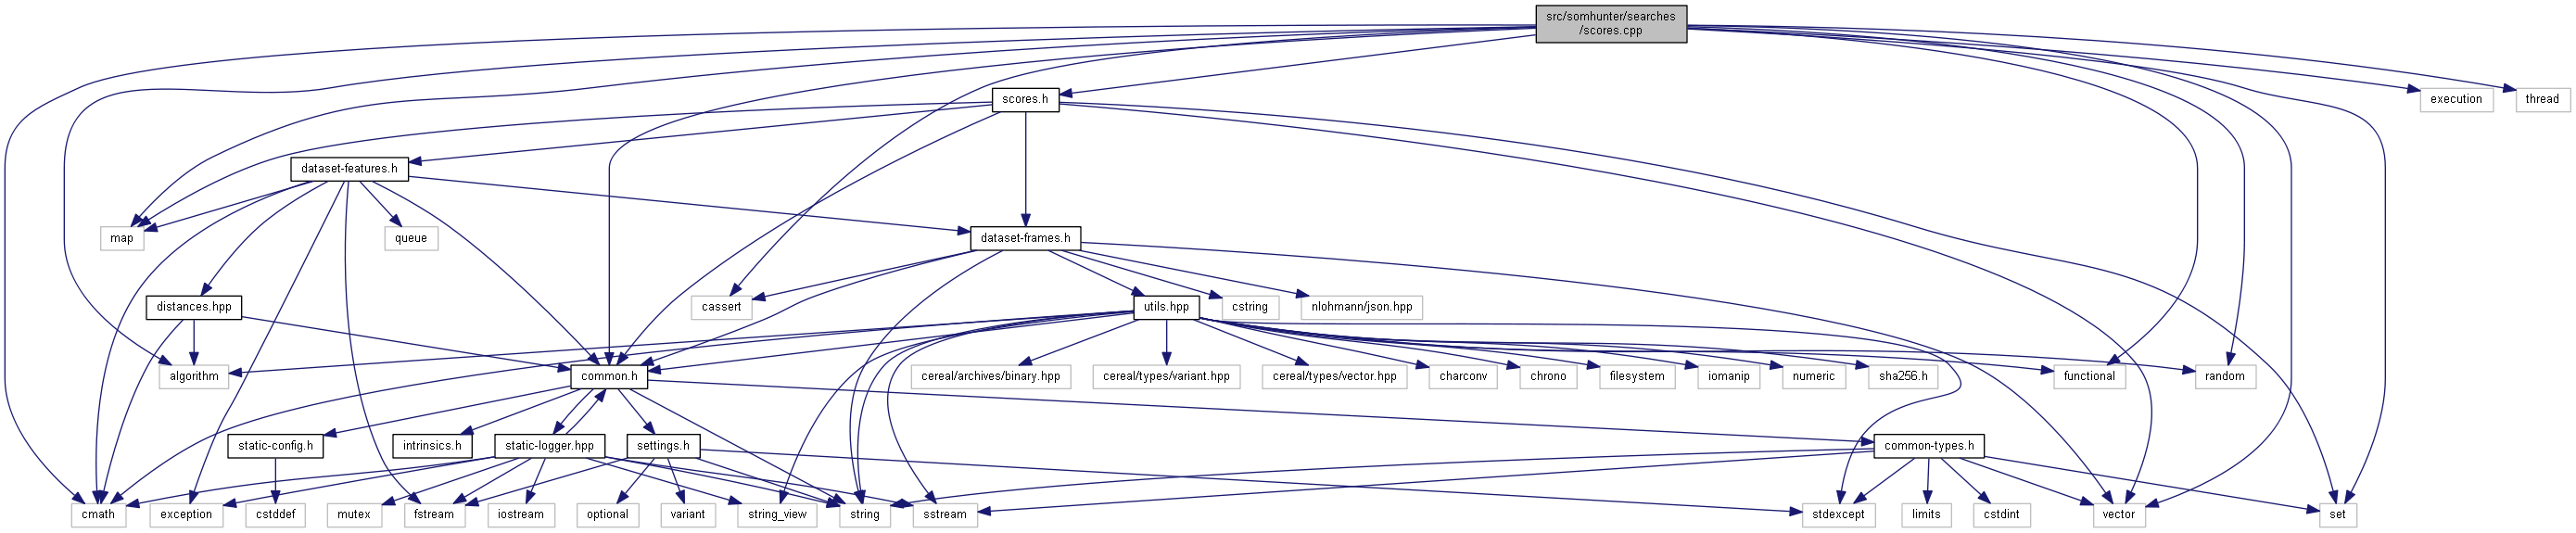 src/somhunter/searches
/scores.cpp
scores.h
execution
thread
dataset-features.h
map
queue
dataset-frames.h
distances.hpp
cassert
utils.hpp
cstring
nlohmann/json.hpp
algorithm
common.h
cereal/archives/binary.hpp
cereal/types/variant.hpp
cereal/types/vector.hpp
charconv
chrono
filesystem
iomanip
numeric
sha256.h
functional
random
static-config.h
intrinsics.h
static-logger.hpp
settings.h
common-types.h
cmath
exception
cstddef
mutex
fstream
iostream
optional
variant
string_view
string
sstream
stdexcept
limits
cstdint
vector
set